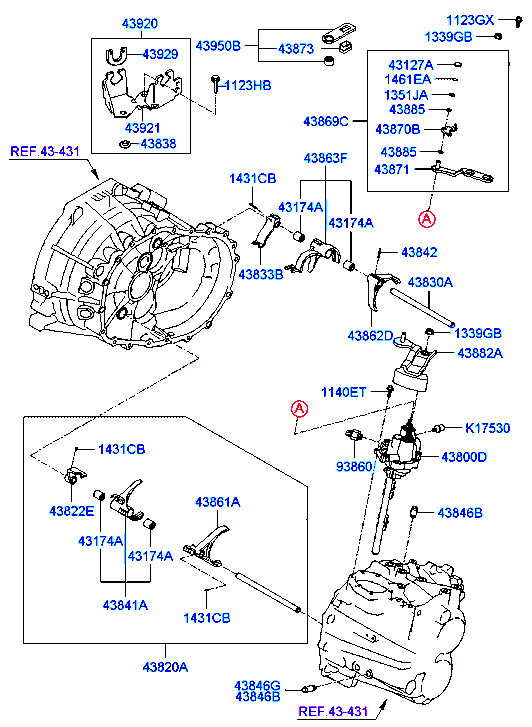 43920
1123GX
43929
43950B
43873
1339GB
43127A
1461EA
1123HB
1351JA
43885
43921
43869C
43870B
43838
REF.43-431
43885
43863F
43871
1431CB
43174A
43174A
A
43842
43833B
43830A
43862D
1339GB
43882A
1140ET
A
K17530
1431CB
93860
43800D
43822E
43861A
43846B
43174A
43174A
43841A
1431CB
43820A
43846G
43846B
REF.43-431